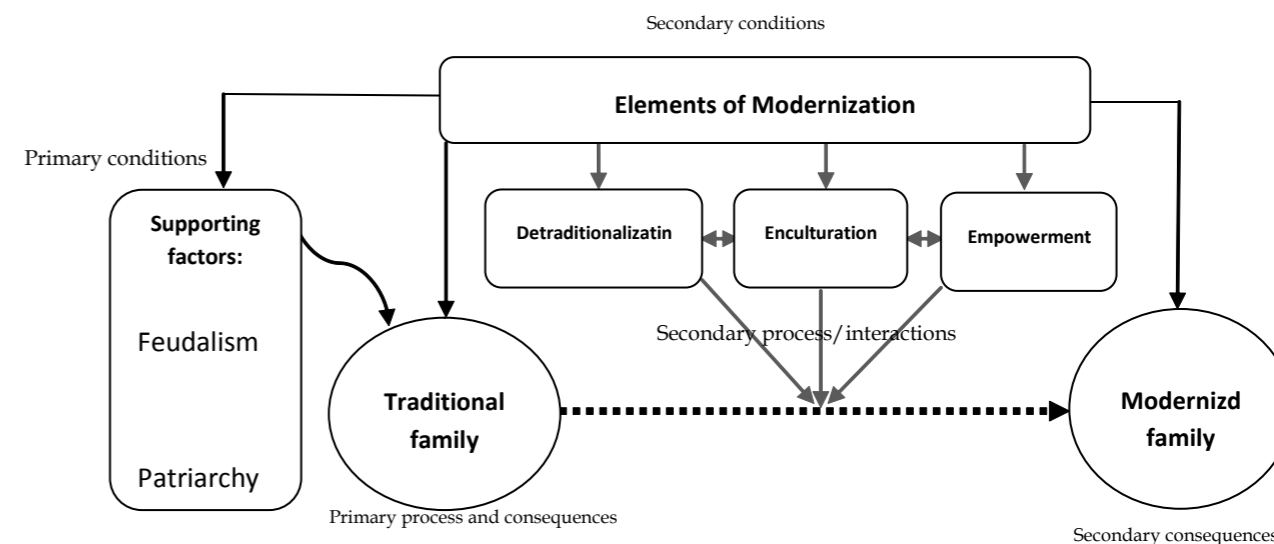 Secondary conditions
Elements of Modernization
Primary conditions
Supporting
factors:
Feudalism
Patriarchy
Detraditionalizatin
Enculturation
Empowerment
Secondary process/interactions
Traditional
family
Modernizd
family
Primary process and consequences
Secondary consequences